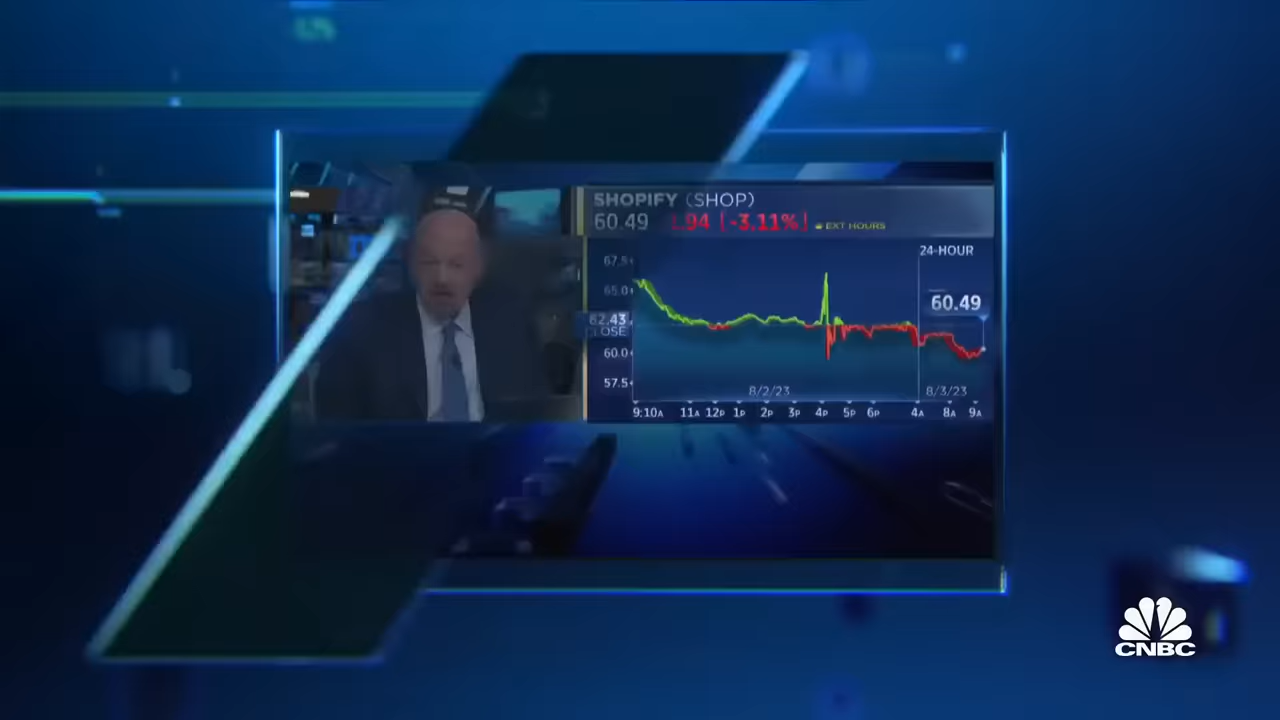 SHOPIFY (SHOP)
60.49 1.94 [-3.11%] EXT HOURS
24-HOUR
67.5
65.0
60.49
62.43
CLOSE
60.0
57.5
8/2/23 8/3/23
9:10A 11A 12P 1P 2P 3P 4P 5P 6P 4A 8A 9A
CNBC